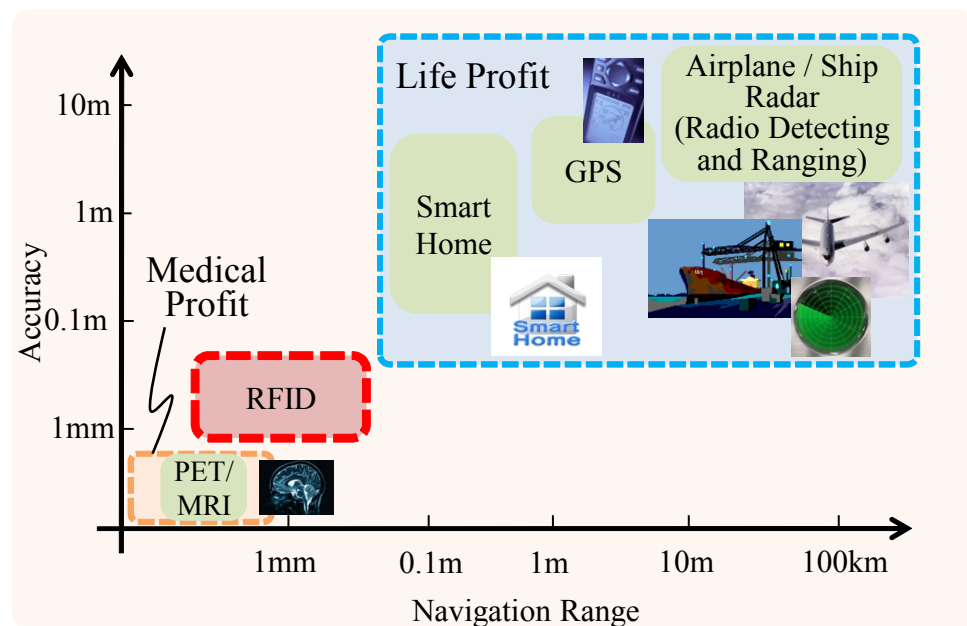 Life Profit
Airplane / Ship
Radar
(Radio Detecting
and Ranging)
GPS
Smart
Home
Smart
Home
Medical
Profit
RFID
PET/
MRI
Accuracy
10m
1m
0.1m
1mm
1mm
0.1m
1m
10m
100km
Navigation Range